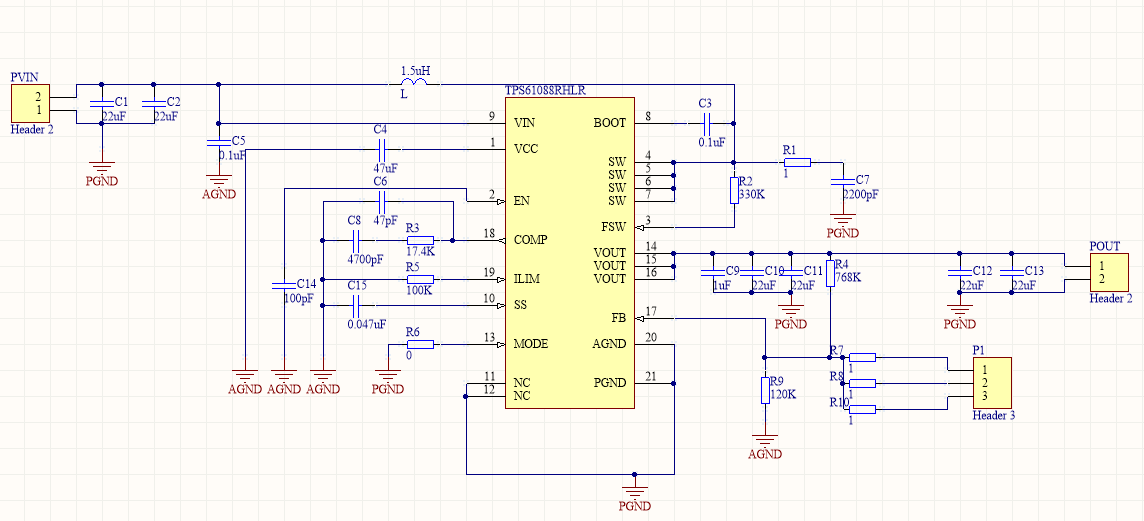 PVIN
2
1
Header 2
C1
22uF
C2
22uF
PGND
C5
0.1uF
AGND
1.5uH
L
TPS61088RHLR
9 VIN
C4
47uF
1 VCC
2 EN
C6
47pF
C8
4700pF
R3
17.4K
18 COMP
R5
100K
19 ILIM
C15
0.047uF
10 SS
C14
100pF
R6
0
13 MODE
11 NC
12 NC
AGND AGND AGND PGND
BOOT 8
C3
0.1uF
SW 4
SW 5
SW 6
SW 7
R1
1
R2
330K
C7
2200pF
PGND
FSW 3
VOUT 14
VOUT 15
VOUT 16
C9
1uF
C10
22uF
C11
22uF
R4
768K
PGND
C12
22uF
C13
22uF
PGND
POUT
1
2
Header 2
FB 17
AGND 20
PGND 21
R9
120K
AGND
R7
1
R8
1
R10
1
P1
1
2
3
Header 3
PGND